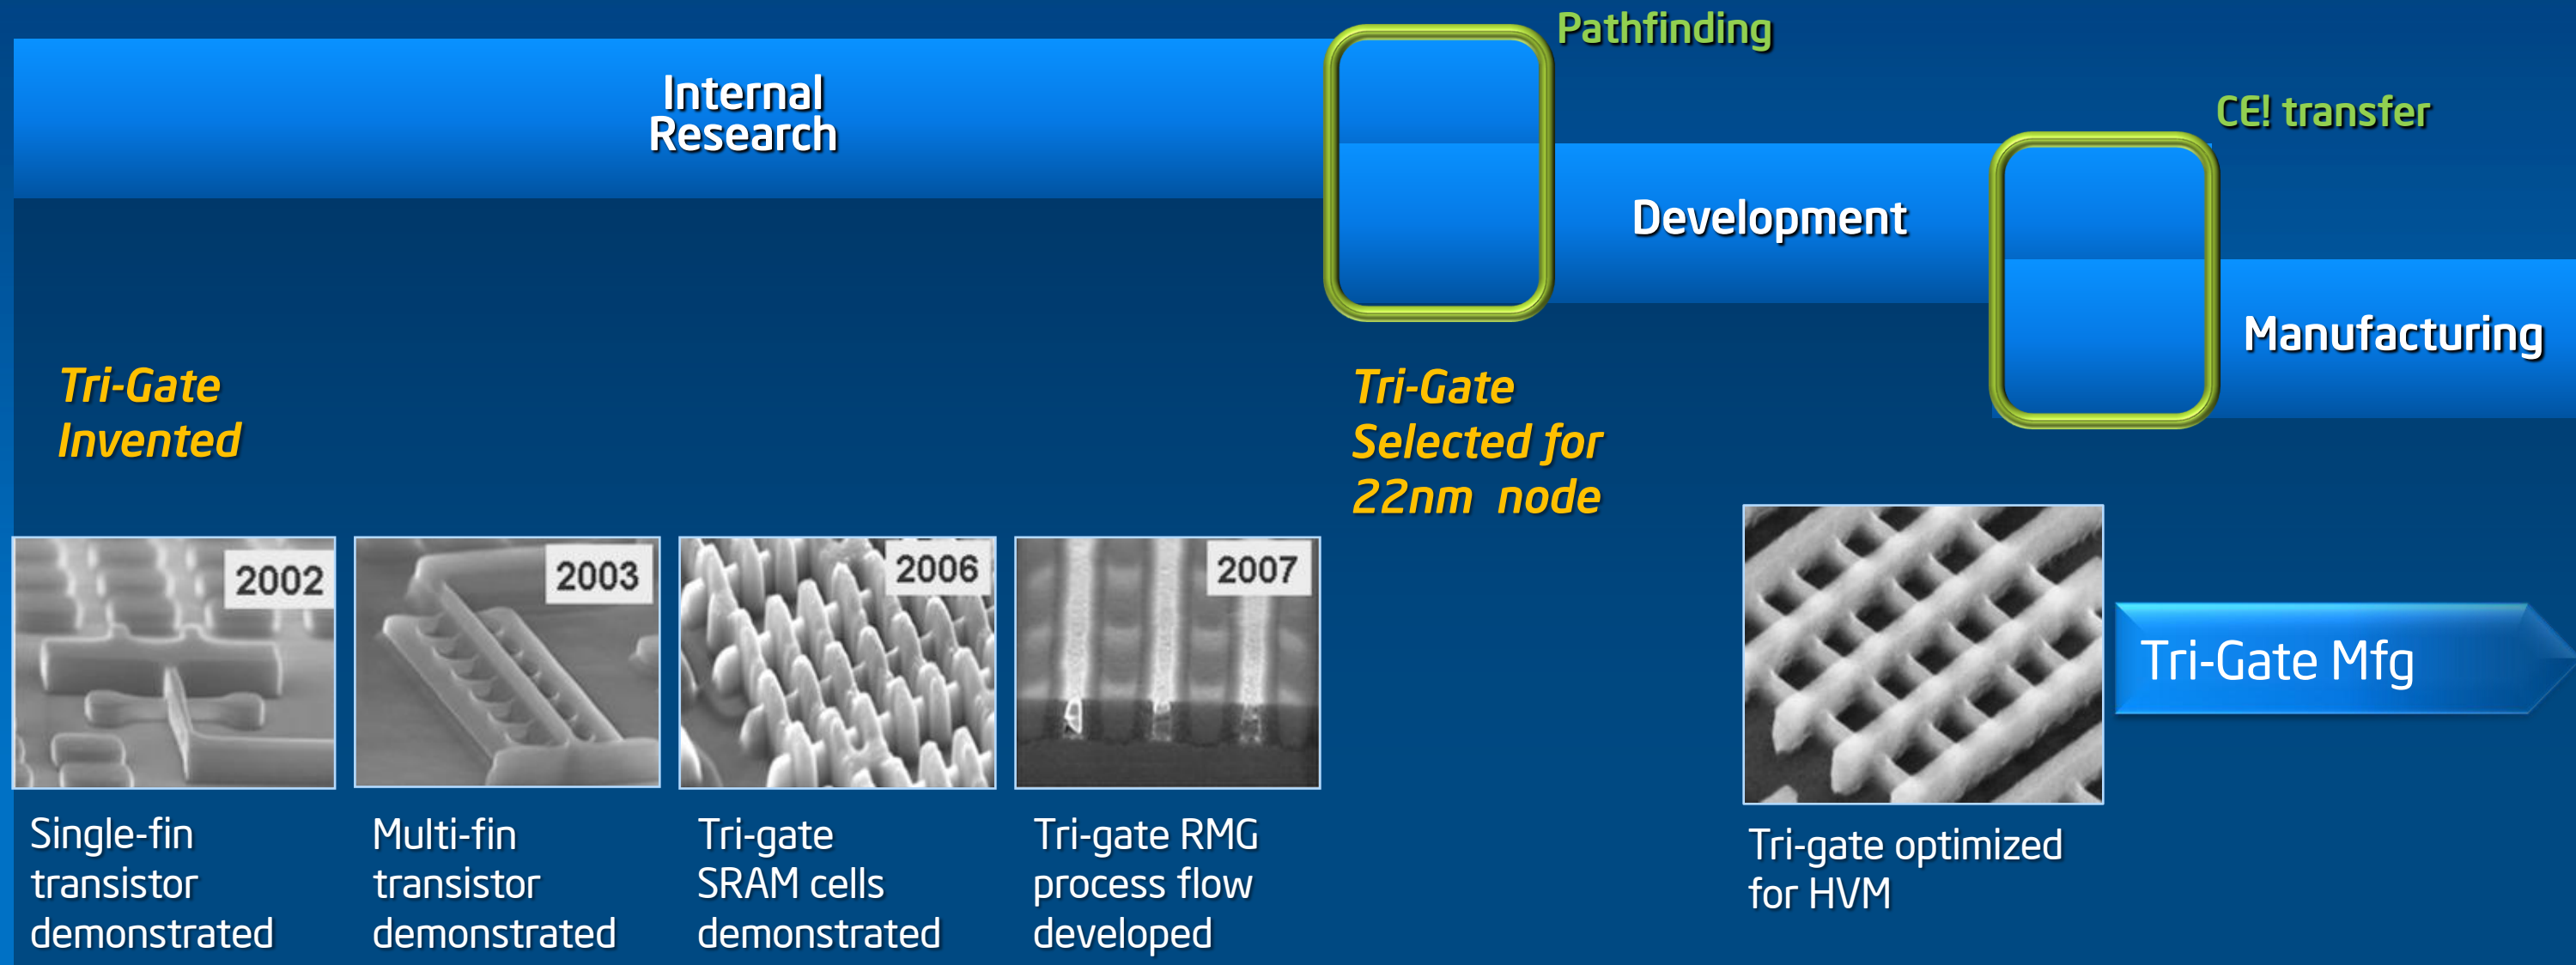 Pathfinding
Internal
Research
CE! transfer
Development
Manufacturing
Tri-Gate
Invented
Tri-Gate
Selected for
22nm node
2002
2003
2006
2007
Tri-Gate Mfg
Single-fin
transistor
demonstrated
Multi-fin
transistor
demonstrated
Tri-gate
SRAM cells
demonstrated
Tri-gate RMG
process flow
developed
Tri-gate optimized
for HVM